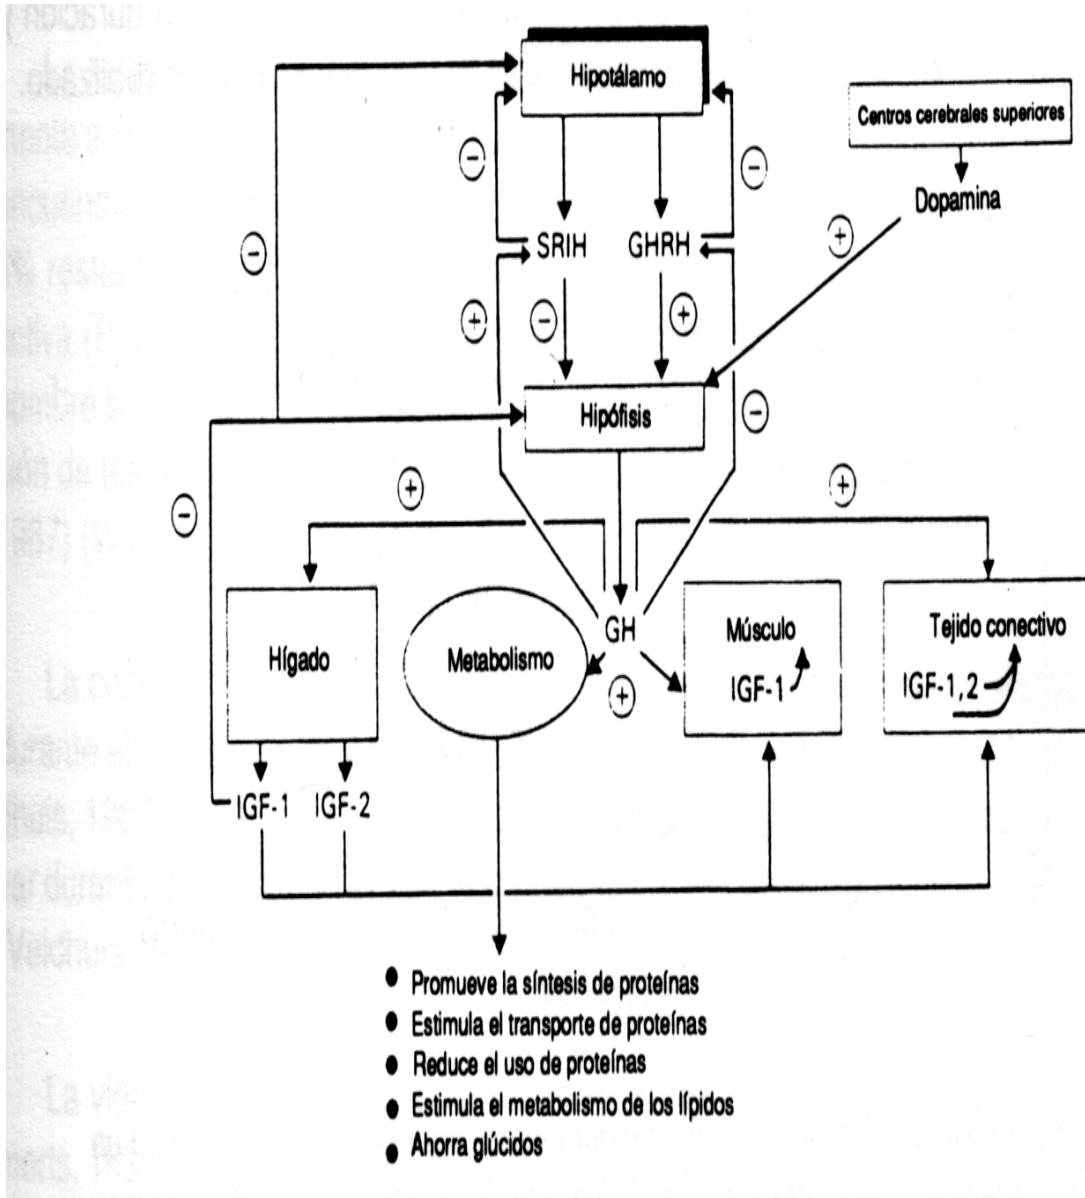 Hipotálamo
Centros cerebrales superiores
Dopamina
−
−
+
−
SRIH
GHRH
+
−
+
−
Hipófisis
+
+
−
Hígado
Metabolismo
GH
+
Músculo
IGF-1
Tejido conectivo
IGF-1,2
IGF-1
IGF-2
● Promueve la síntesis de proteínas
● Estimula el transporte de proteínas
● Reduce el uso de proteínas
● Estimula el metabolismo de los lípidos
● Ahorra glúcidos